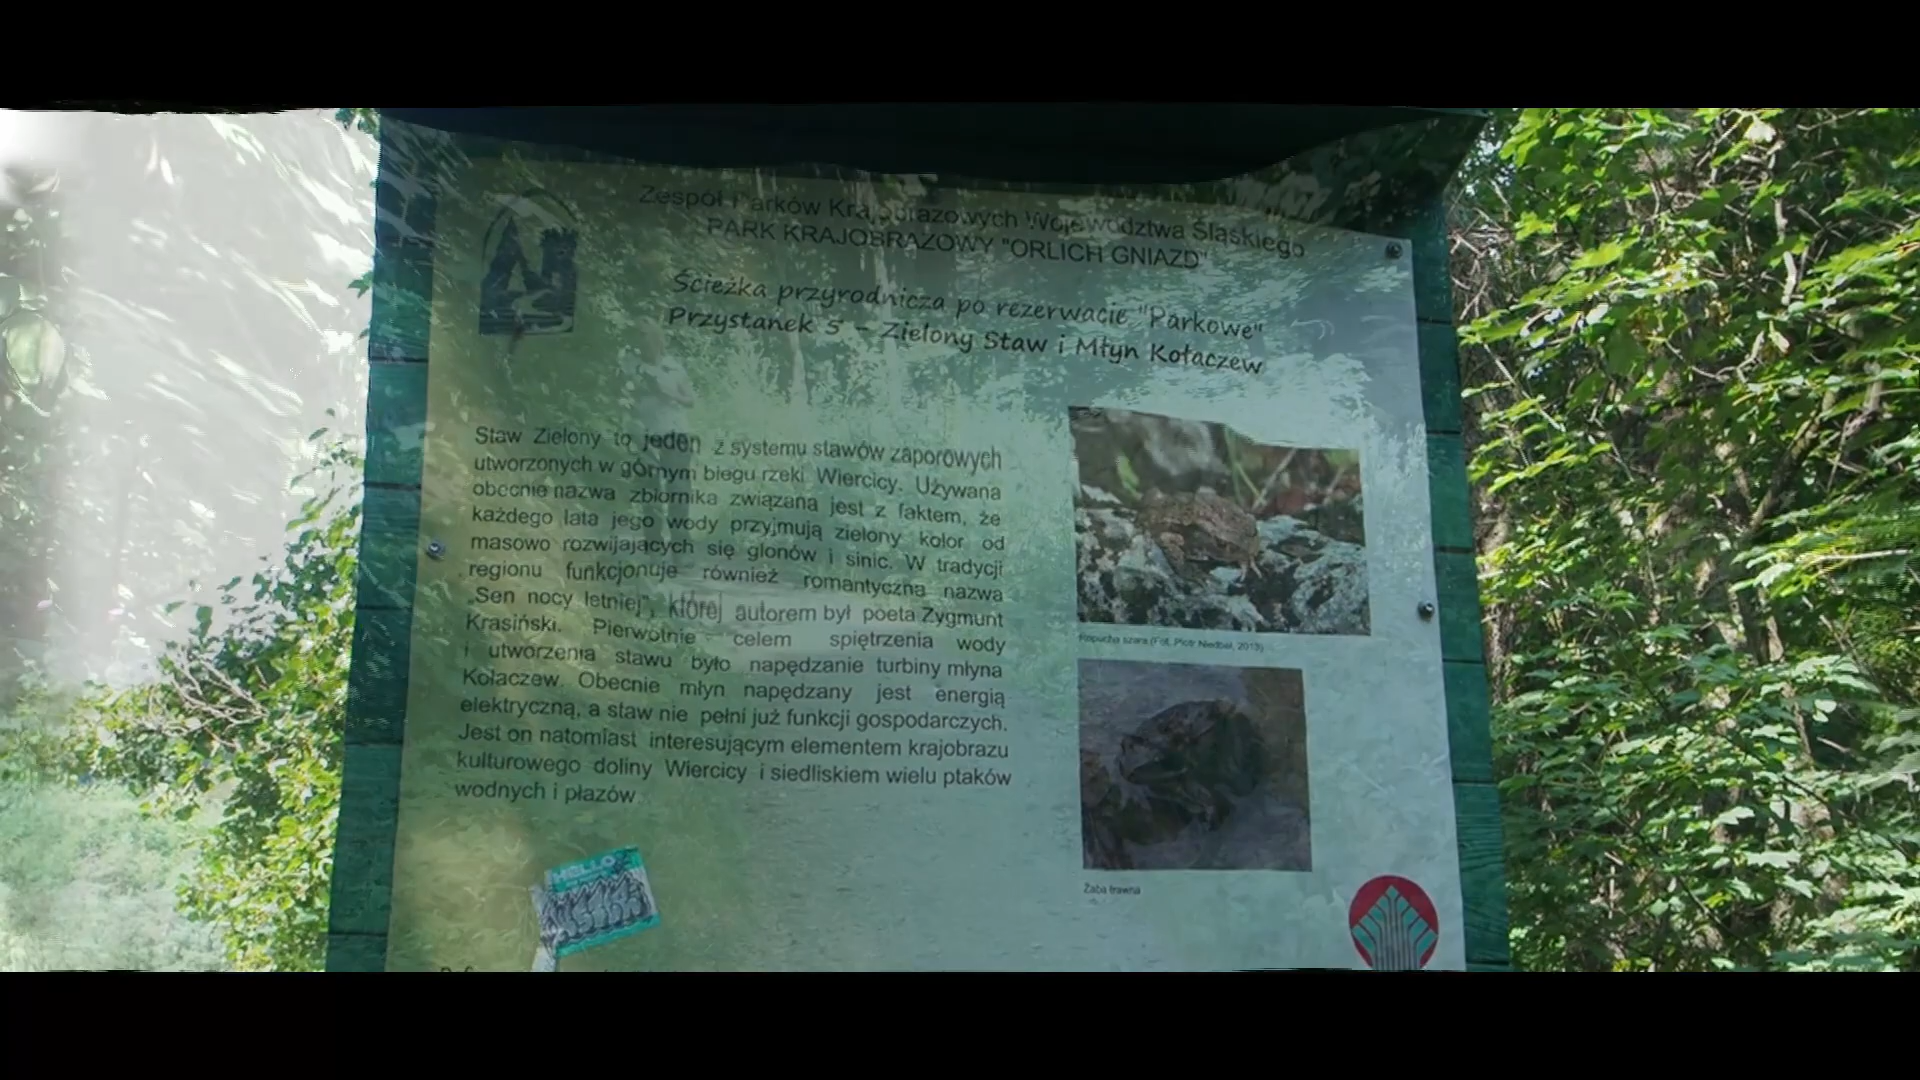 Zespół Parków Krajobrazowych Województwa Śląskiego
PARK KRAJOBRAZOWY "ORLICH GNIAZD"
Ścieżka przyrodnicza po rezerwacie "Parkowe"
Przystanek 5 – Zielony Staw i Młyn Kołaczew
Staw Zielony to jeden z systemu stawów zaporowych
utworzonych w górnym biegu rzeki Wiercicy. Używana
obecnie nazwa zbiornika związana jest z faktem, że
każdego lata jego wody przyjmują zielony kolor od
masowo rozwijających się glonów i sinic. W tradycji
regionu funkcjonuje również romantyczna nazwa
„Sen nocy letniej", której autorem był poeta Zygmunt
Krasiński. Pierwotnie celem spiętrzenia wody
i utworzenia stawu było napędzanie turbiny młyna
Kołaczew. Obecnie młyn napędzany jest energią
elektryczną, a staw nie pełni już funkcji gospodarczych.
Jest on natomiast interesującym elementem krajobrazu
kulturowego doliny Wiercicy i siedliskiem wielu ptaków
wodnych i płazów
Ropucha szara (Fot. Piotr Niedbał, 2013)
Żaba trawna
HELLO